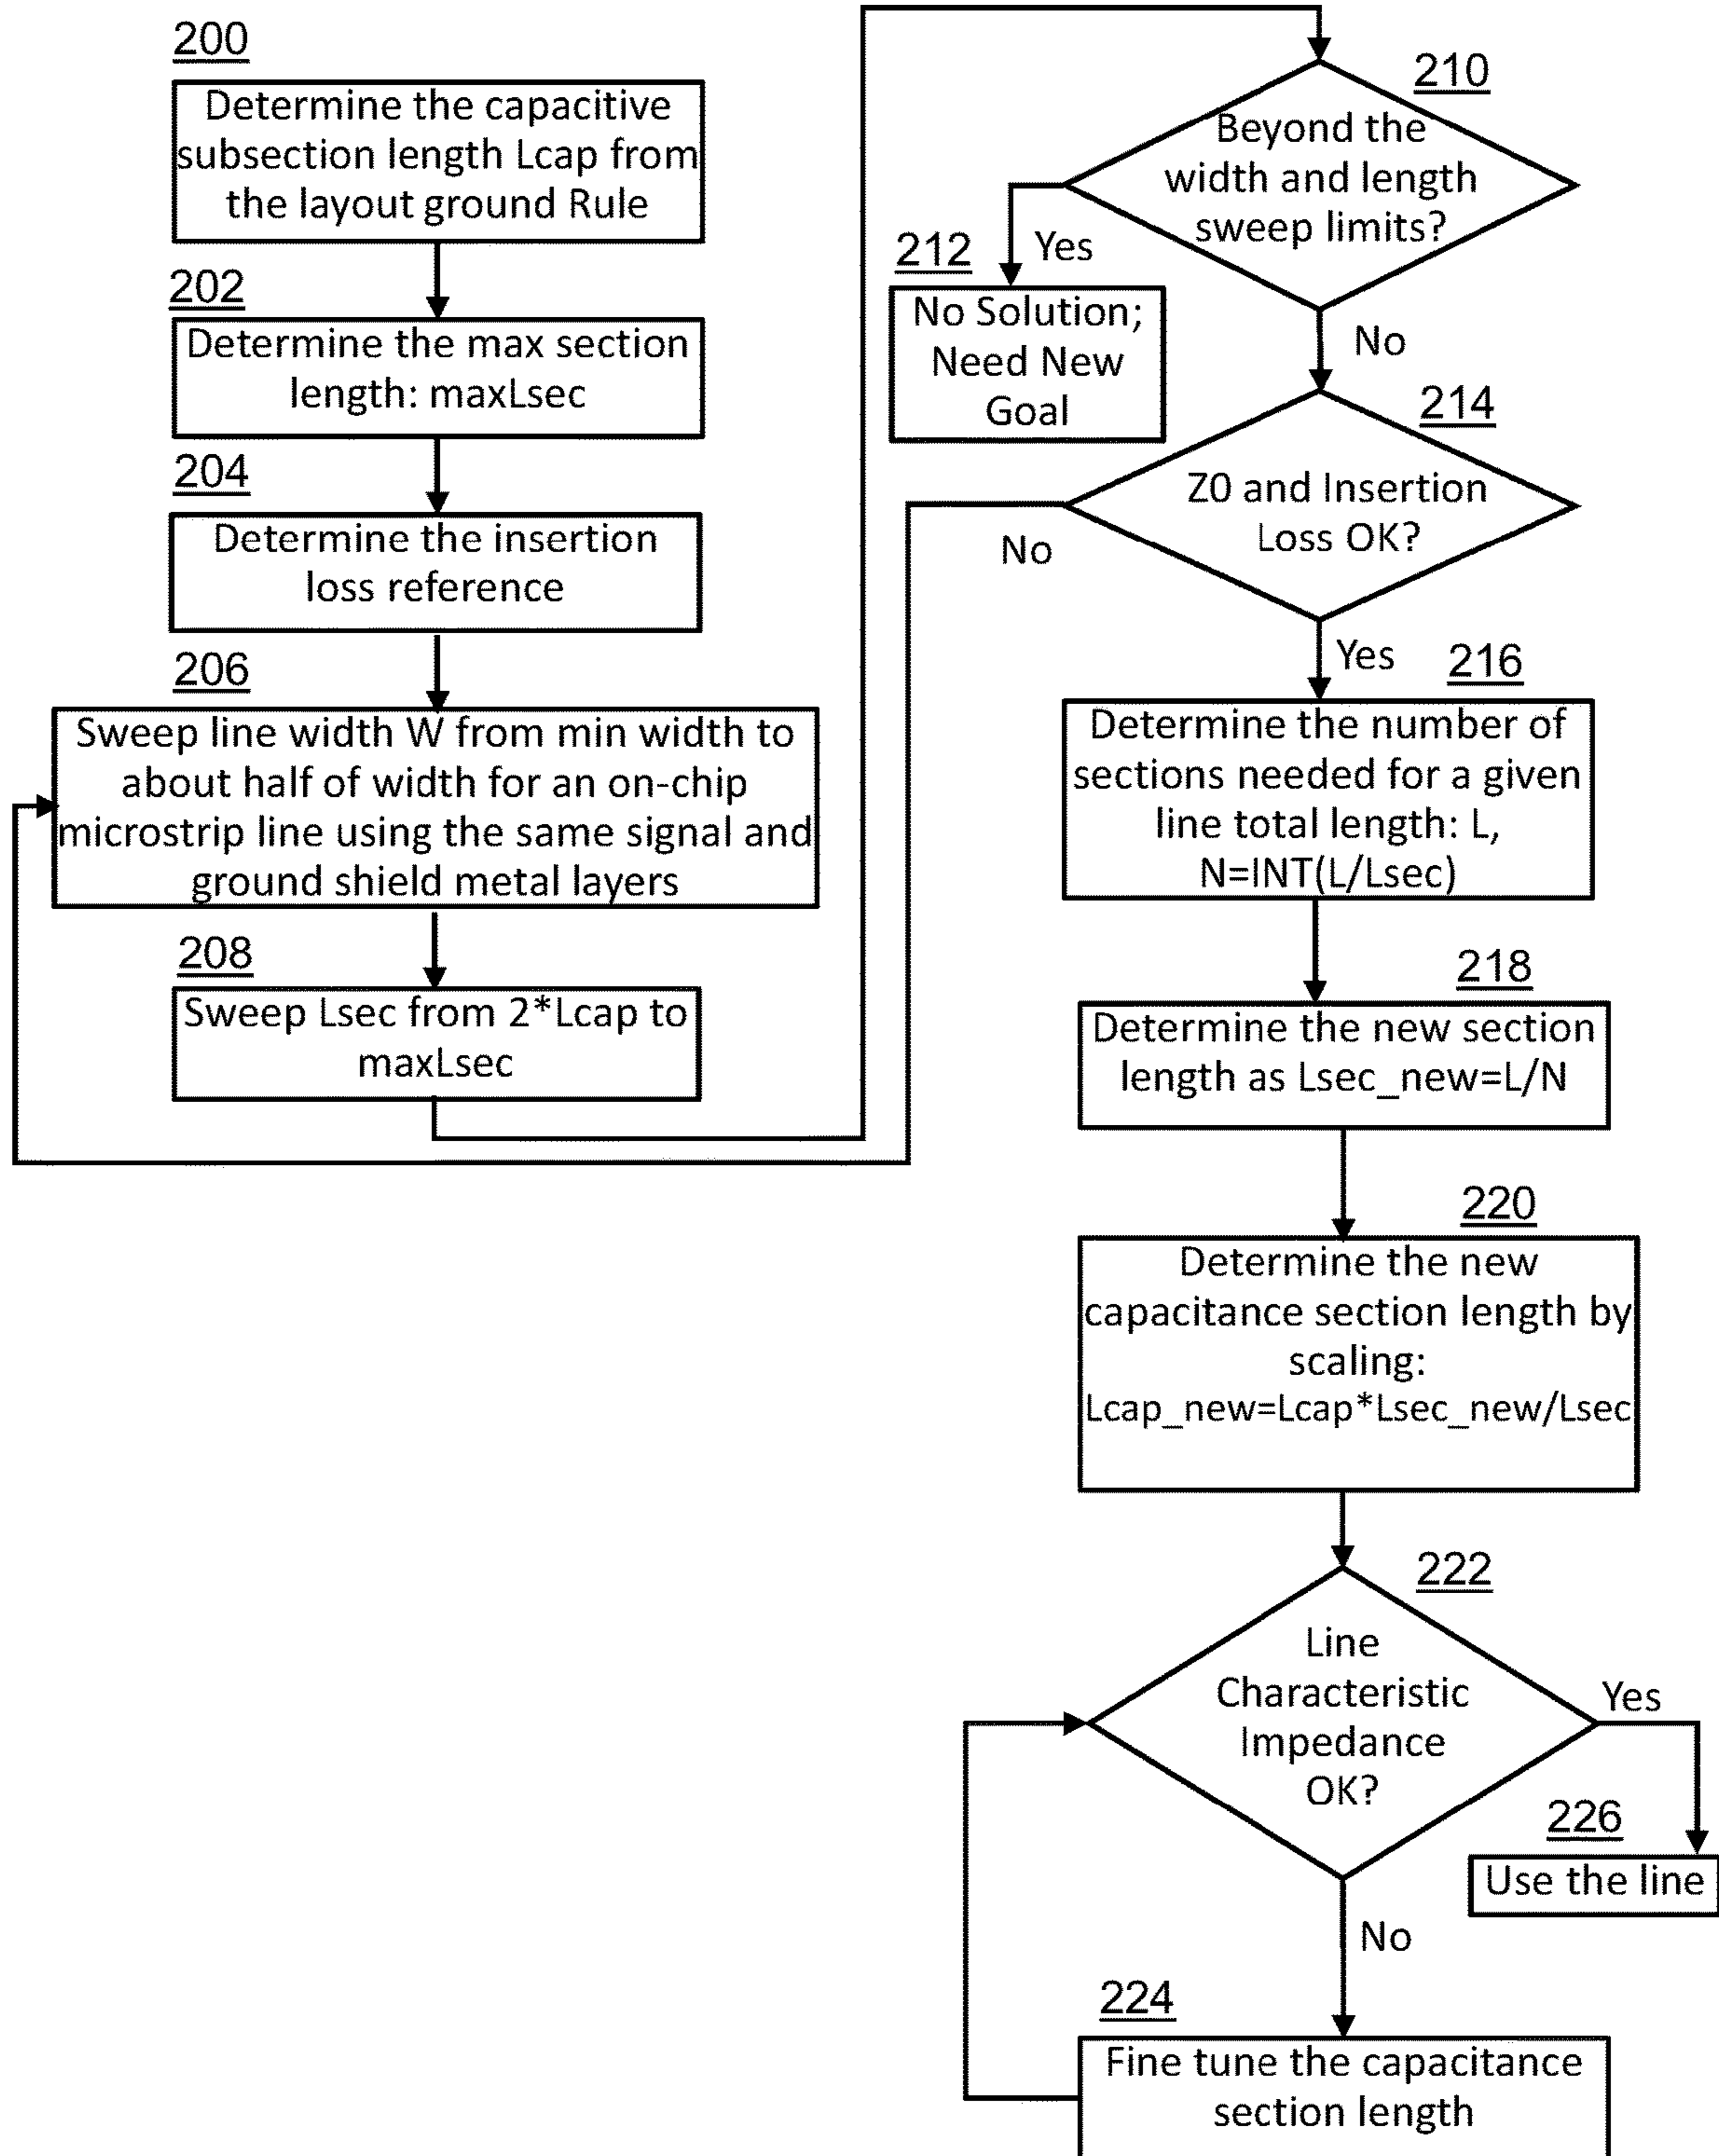 200
Determine the capacitive
subsection length Lcap from
the layout ground Rule
202
Determine the max section
length: maxLsec
204
Determine the insertion
loss reference
206
Sweep line width W from min width to
about half of width for an on-chip
microstrip line using the same signal and
ground shield metal layers
208
Sweep Lsec from 2*Lcap to
maxLsec
210
Beyond the
width and length
sweep limits?
Yes
No
212
No Solution;
Need New
Goal
214
Z0 and Insertion
Loss OK?
No
Yes
216
Determine the number of
sections needed for a given
line total length: L,
N=INT(L/Lsec)
218
Determine the new section
length as Lsec_new=L/N
220
Determine the new
capacitance section length by
scaling:
Lcap_new=Lcap*Lsec_new/Lsec
222
Line
Characteristic
Impedance
OK?
Yes
226
Use the line
No
224
Fine tune the capacitance
section length